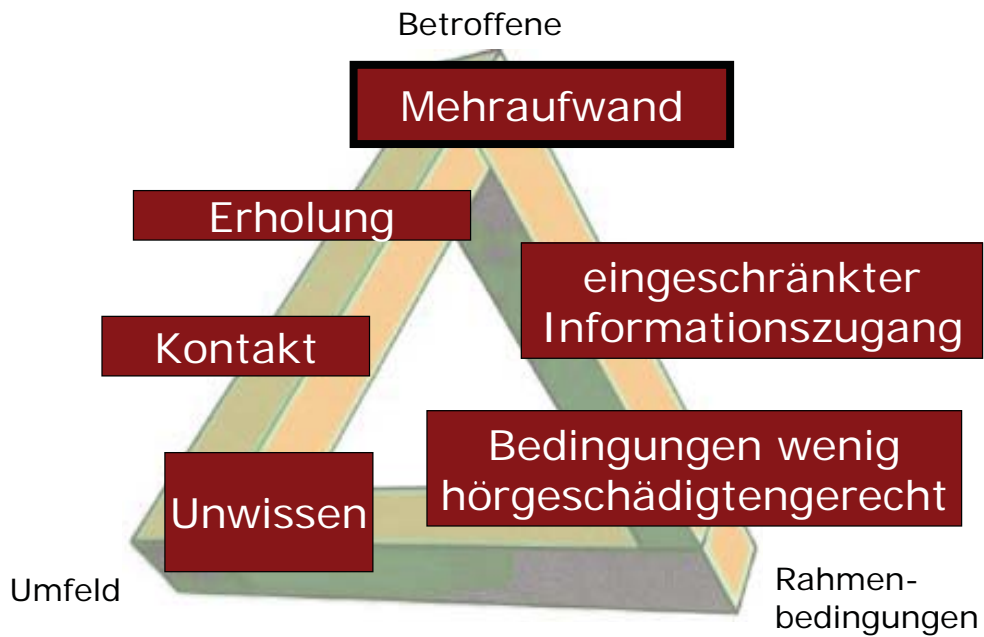 Betroffene
Mehraufwand
Erholung
eingeschränkter
Informationszugang
Kontakt
Bedingungen wenig
hörgeschädigtengerecht
Unwissen
Umfeld
Rahmen-
bedingungen